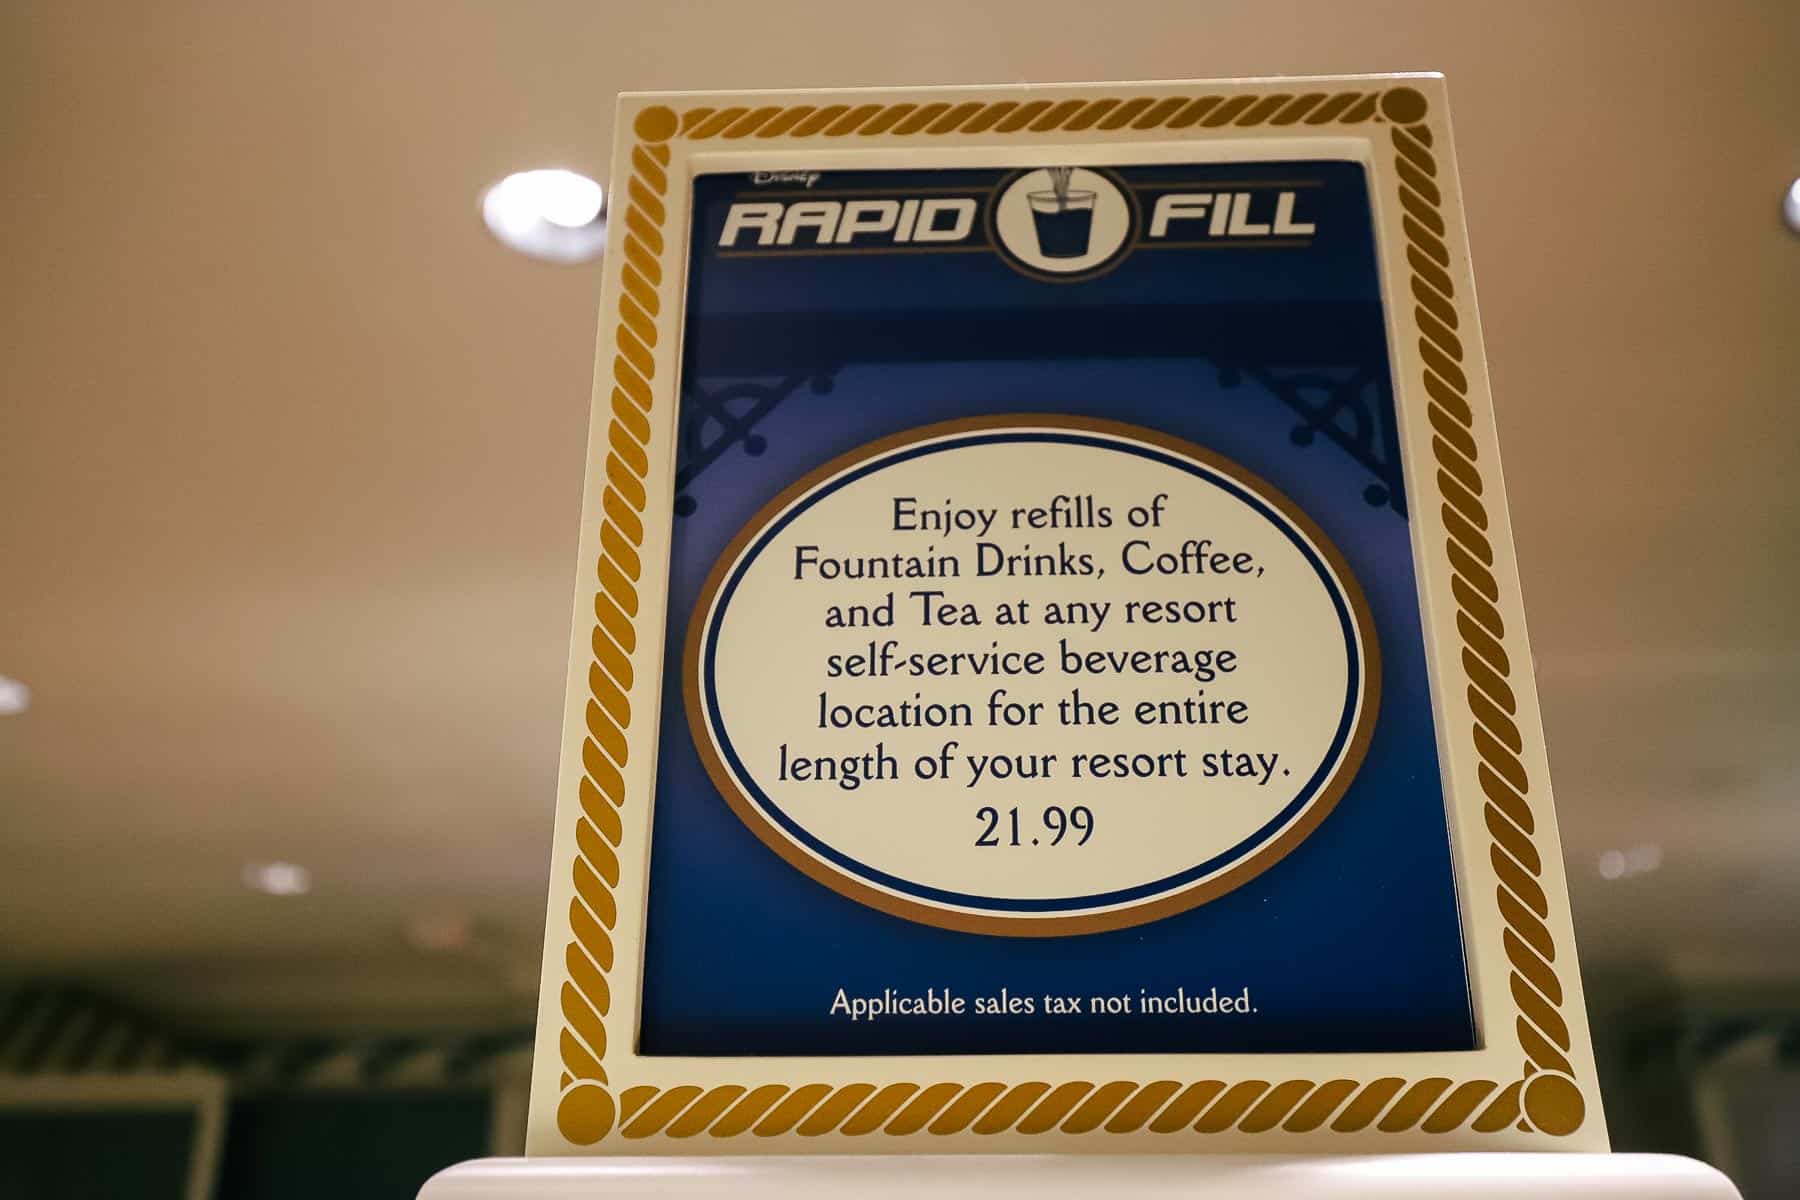 Disney
RAPID FILL
Enjoy refills of
Fountain Drinks, Coffee,
and Tea at any resort
self-service beverage
location for the entire
length of your resort stay.
21.99
Applicable sales tax not included.